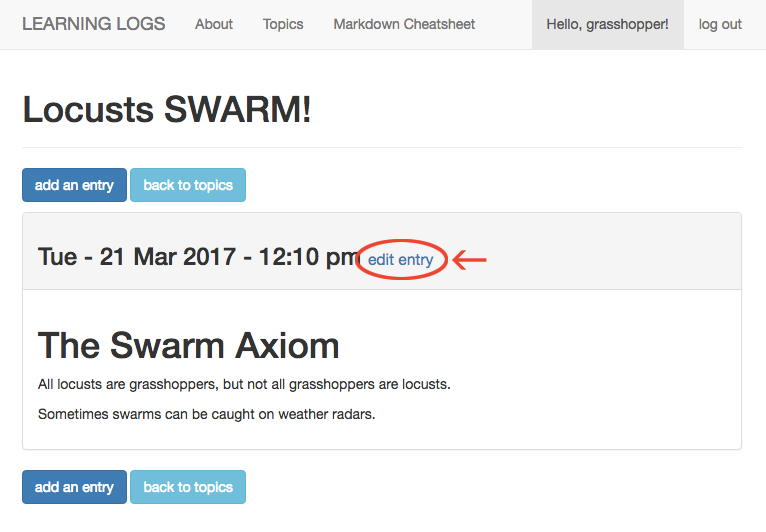 LEARNING LOGS About Topics Markdown Cheatsheet Hello, grasshopper! log out
Locusts SWARM!
add an entry back to topics
Tue - 21 Mar 2017 - 12:10 pm edit entry
The Swarm Axiom
All locusts are grasshoppers, but not all grasshoppers are locusts.
Sometimes swarms can be caught on weather radars.
add an entry back to topics